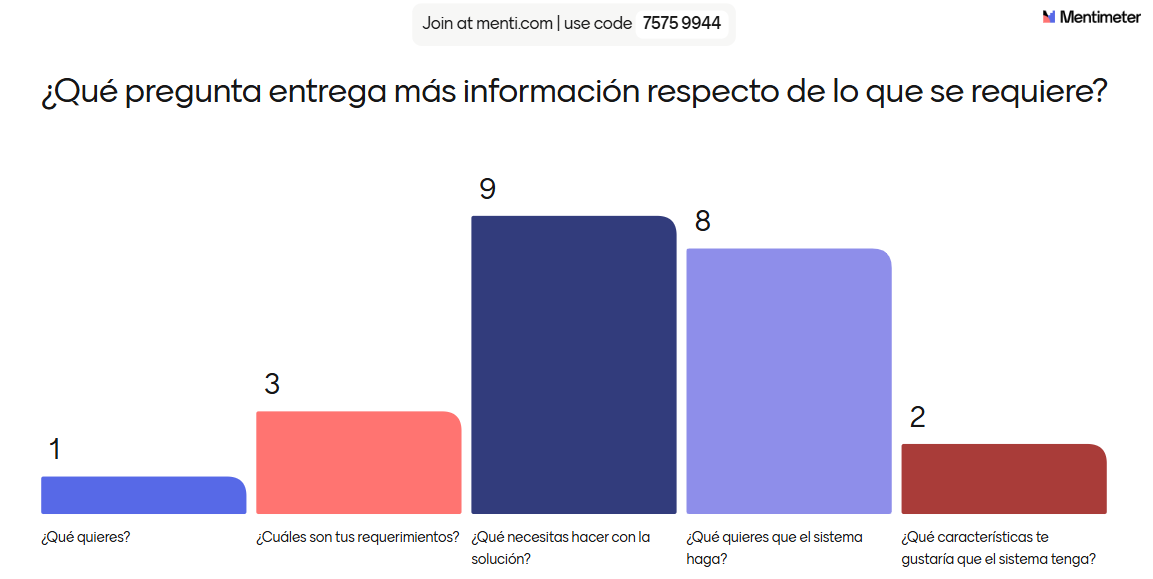 Join at menti.com | use code 7575 9944
Mentimeter
¿Qué pregunta entrega más información respecto de lo que se requiere?
1
3
9
8
2
¿Qué quieres?
¿Cuáles son tus requerimientos?
¿Qué necesitas hacer con la
solución?
¿Qué quieres que el sistema
haga?
¿Qué características te
gustaría que el sistema tenga?